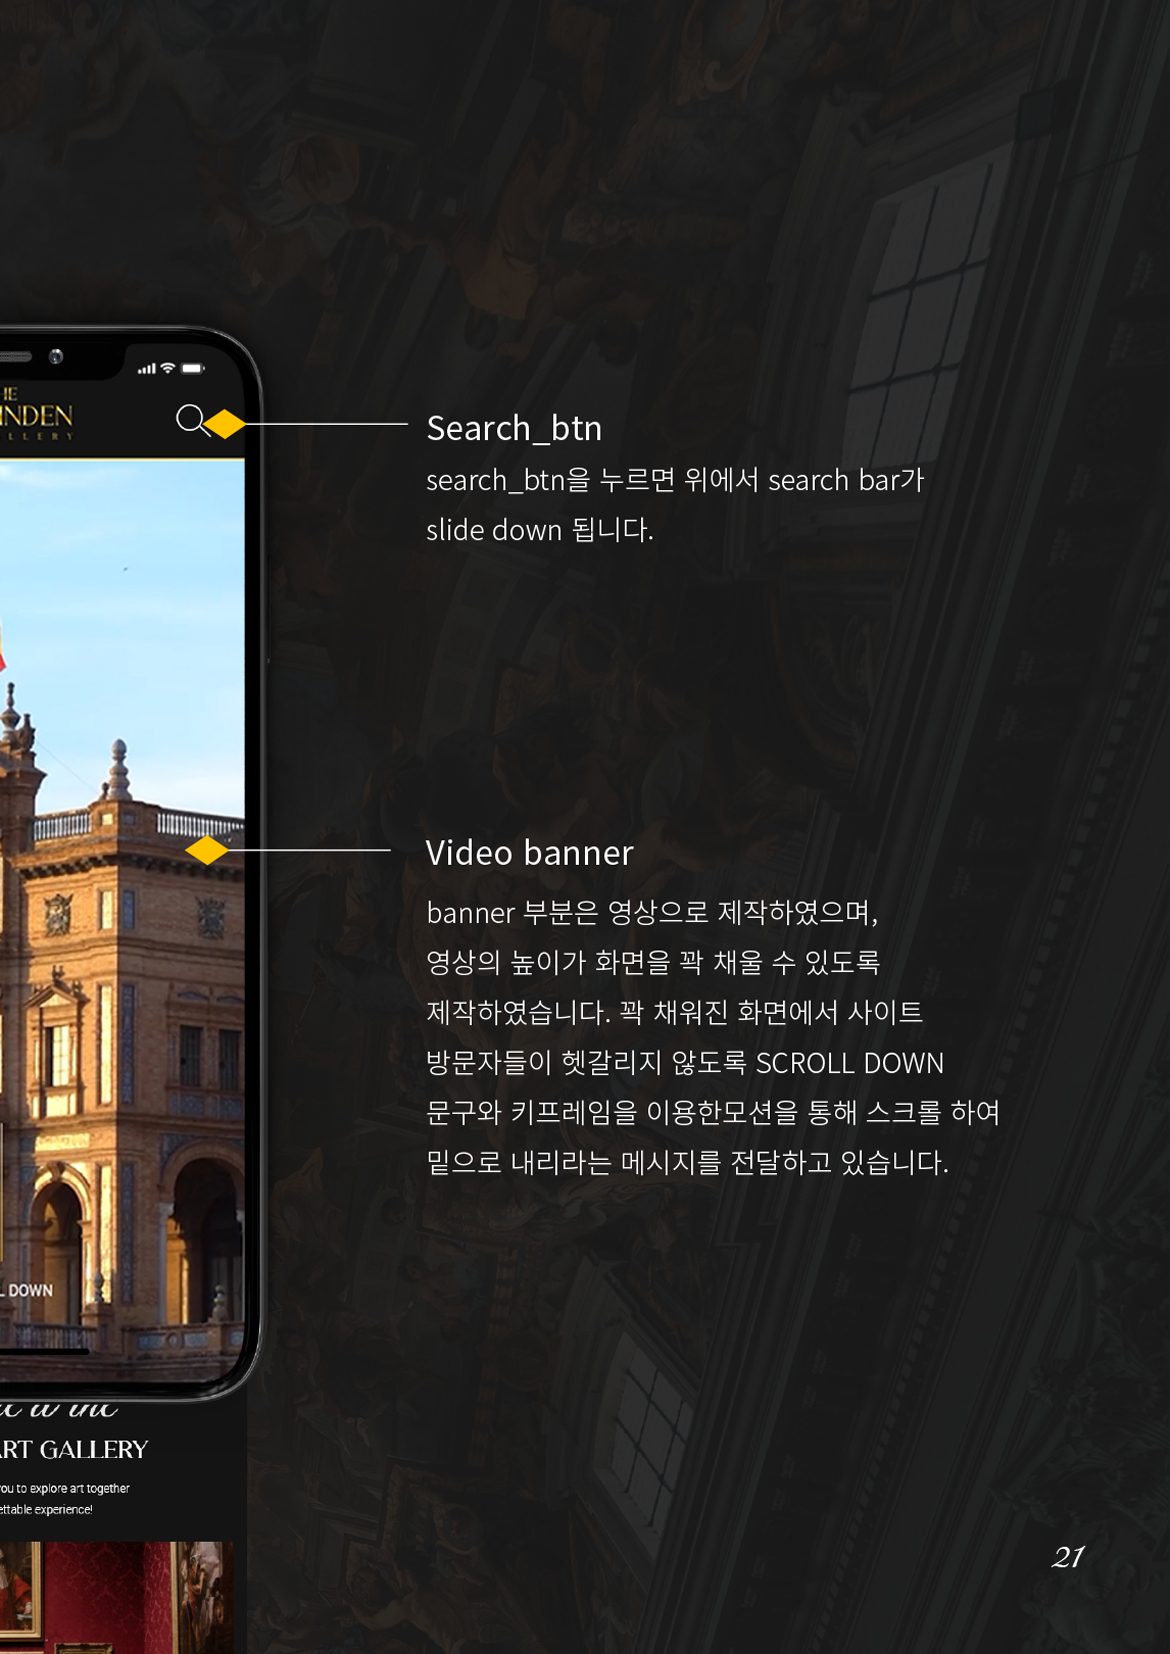 INDEN
Search_btn
search_btn을 누르면 위에서 search bar가
slide down 됩니다.
Video banner
banner 부분은 영상으로 제작하였으며,
영상의 높이가 화면을 꽉 채울 수 있도록
제작하였습니다. 꽉 채워진 화면에서 사이트
방문자들이 헷갈리지 않도록 SCROLL DOWN
문구와 키프레임을 이용한모션을 통해 스크롤 하여
밑으로 내리라는 메시지를 전달하고 있습니다.
L DOWN
ART GALLERY
ou to explore art together
ettable experience!
21